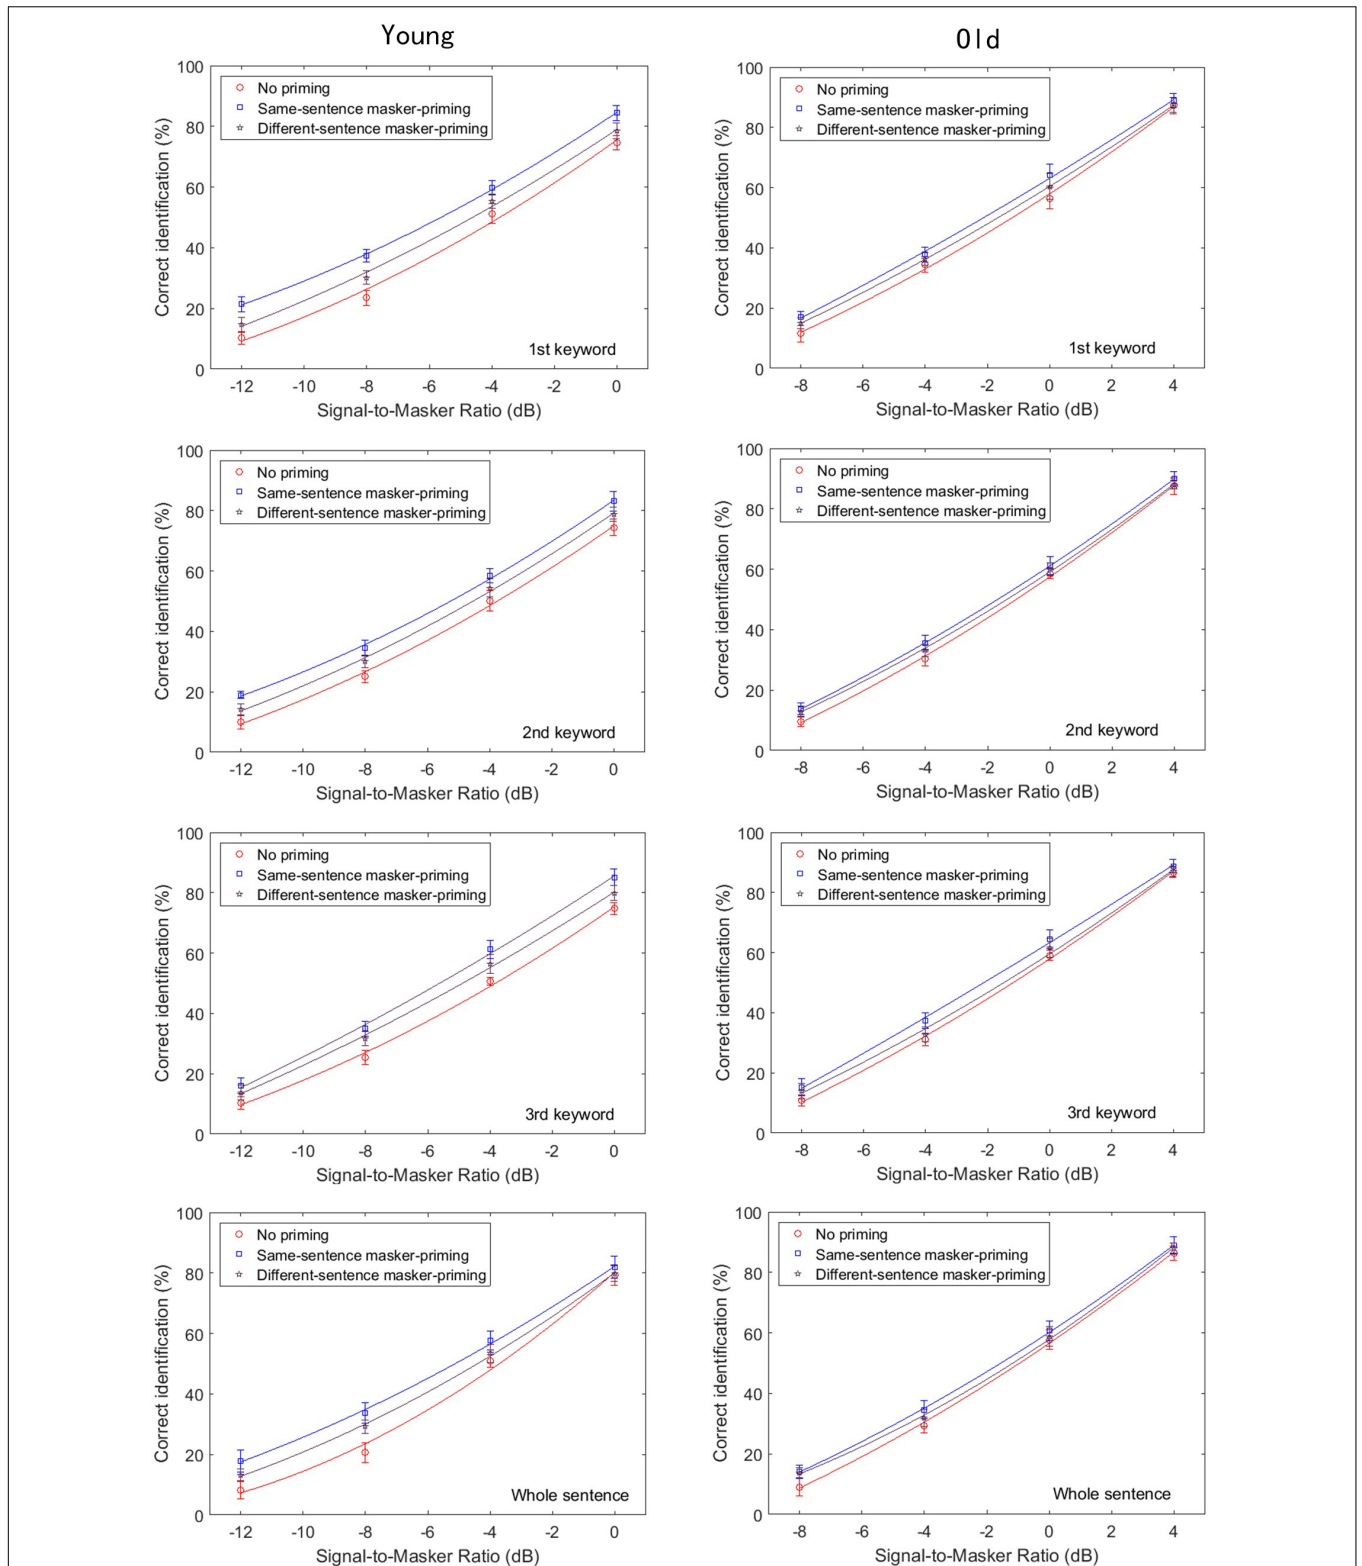 Young
Old
100
80
60
40
20
0
Correct identification (%)
No priming
Same-sentence masker-priming
Different-sentence masker-priming
1st keyword
-12 -10 -8 -6 -4 -2 0
Signal-to-Masker Ratio (dB)
100
80
60
40
20
0
Correct identification (%)
No priming
Same-sentence masker-priming
Different-sentence masker-priming
1st keyword
-8 -6 -4 -2 0 2 4
Signal-to-Masker Ratio (dB)
100
80
60
40
20
0
Correct identification (%)
No priming
Same-sentence masker-priming
Different-sentence masker-priming
2nd keyword
-12 -10 -8 -6 -4 -2 0
Signal-to-Masker Ratio (dB)
100
80
60
40
20
0
Correct identification (%)
No priming
Same-sentence masker-priming
Different-sentence masker-priming
2nd keyword
-8 -6 -4 -2 0 2 4
Signal-to-Masker Ratio (dB)
100
80
60
40
20
0
Correct identification (%)
No priming
Same-sentence masker-priming
Different-sentence masker-priming
3rd keyword
-12 -10 -8 -6 -4 -2 0
Signal-to-Masker Ratio (dB)
100
80
60
40
20
0
Correct identification (%)
No priming
Same-sentence masker-priming
Different-sentence masker-priming
3rd keyword
-8 -6 -4 -2 0 2 4
Signal-to-Masker Ratio (dB)
100
80
60
40
20
0
Correct identification (%)
No priming
Same-sentence masker-priming
Different-sentence masker-priming
Whole sentence
-12 -10 -8 -6 -4 -2 0
Signal-to-Masker Ratio (dB)
100
80
60
40
20
0
Correct identification (%)
No priming
Same-sentence masker-priming
Different-sentence masker-priming
Whole sentence
-8 -6 -4 -2 0 2 4
Signal-to-Masker Ratio (dB)